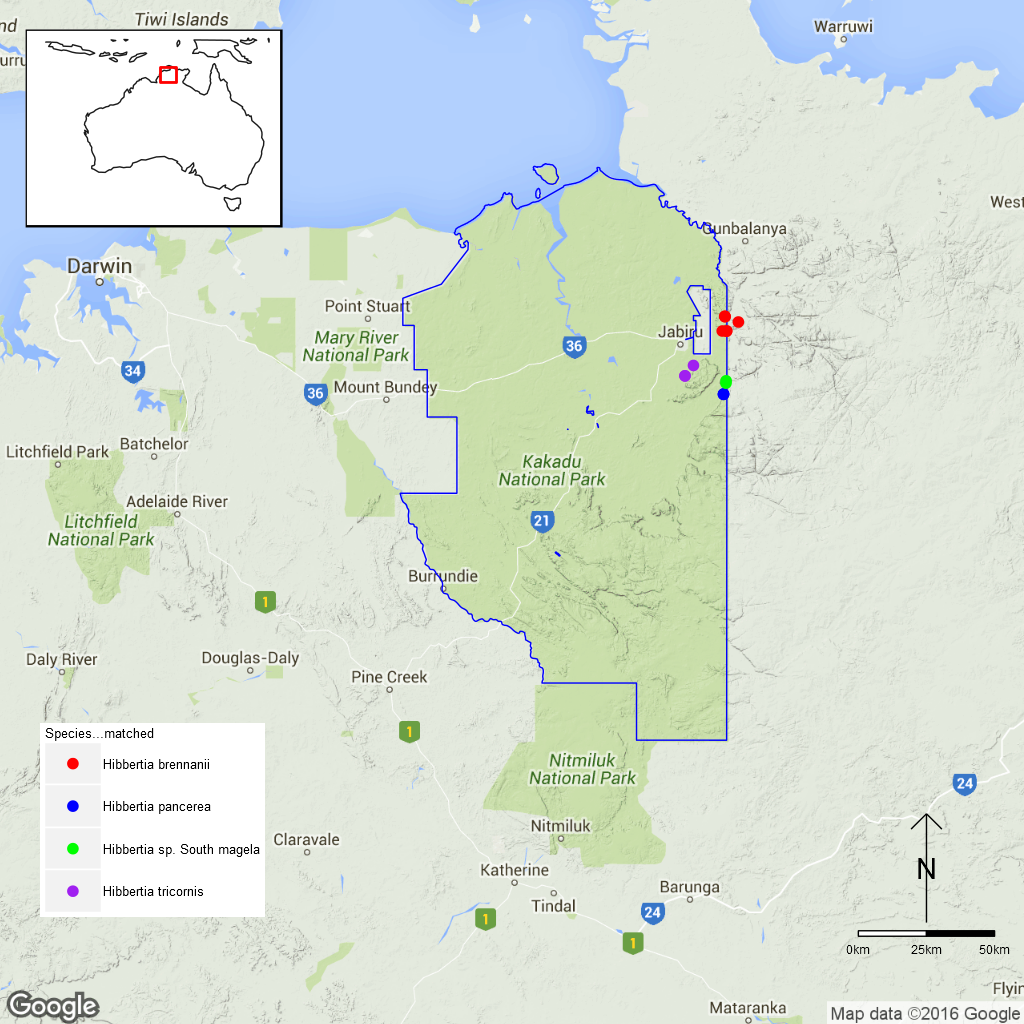 Tiwi Islands
nd
Warruwi
urru
West
Gunbalanya
Darwin
Point Stuart
Mary River
National Park
Jabiru
36
34
36
Mount Bundey
Batchelor
Litchfield Park
Kakadu
National Park
Adelaide River
Litchfield
National Park
21
Burrundie
1
Daly River
Douglas-Daly
Pine Creek
1
Species...matched
Hibbertia brennanii
Hibbertia pancerea
Hibbertia sp. South magela
Hibbertia tricornis
Nitmiluk
National Park
24
Nitmiluk
Claravale
Katherine
N
Barunga
Tindal
24
1
1
0km 25km 50km
Flyin
Mataranka
Google
Map data ©2016 Google